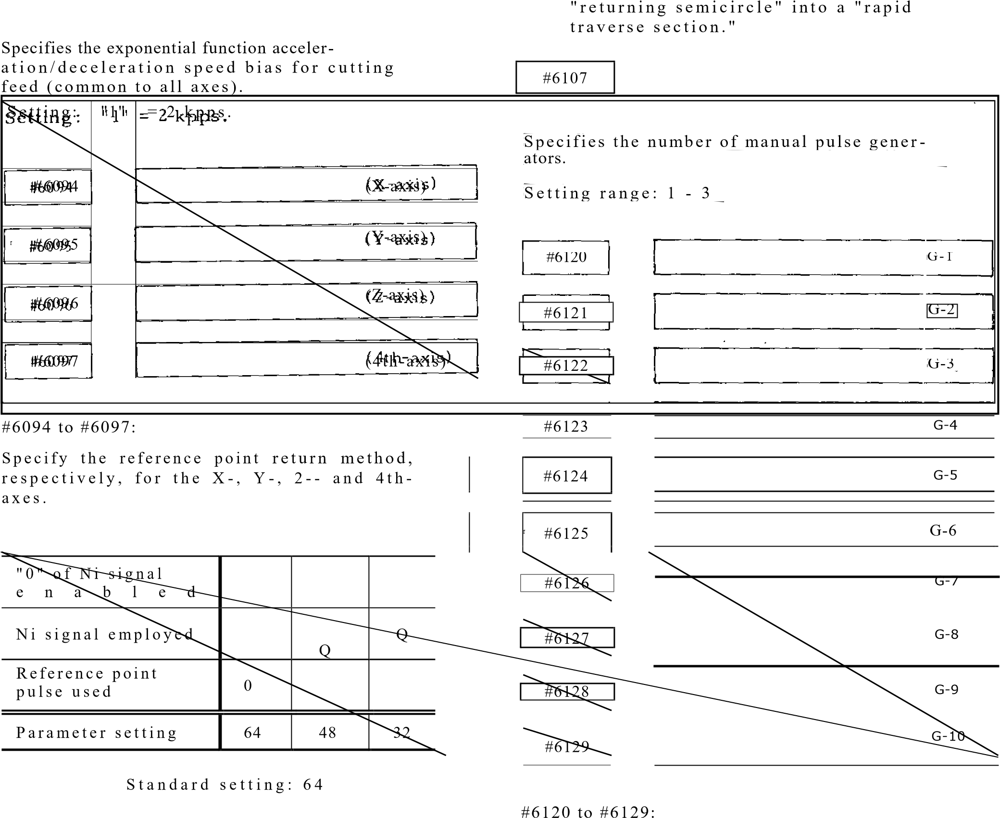 Specifies the exponential function acceler-
ation/deceleration speed bias for cutting
feed (common to all axes).
Setting: "1" = 2 kpps.
#6094 (X-axis)
#6095 (Y-axis)
#6096 (Z-axis)
#6097 (4th-axis)
#6094 to #6097:
Specify the reference point return method,
respectively, for the X-, Y-, 2-- and 4th-
axes.
"0" of Ni signal
enabled
Ni signal employed Q Q
Reference point
pulse used 0
Parameter setting 64 48 32
Standard setting: 64
"returning semicircle" into a "rapid
traverse section."
#6107
Specifies the number of manual pulse gener-
ators.
Setting range: 1 - 3
#6120 G-1
#6121 G-2
#6122 G-3
#6123 G-4
#6124 G-5
#6125 G-6
#6126 G-7
#6127 G-8
#6128 G-9
#6129 G-10
#6120 to #6129: